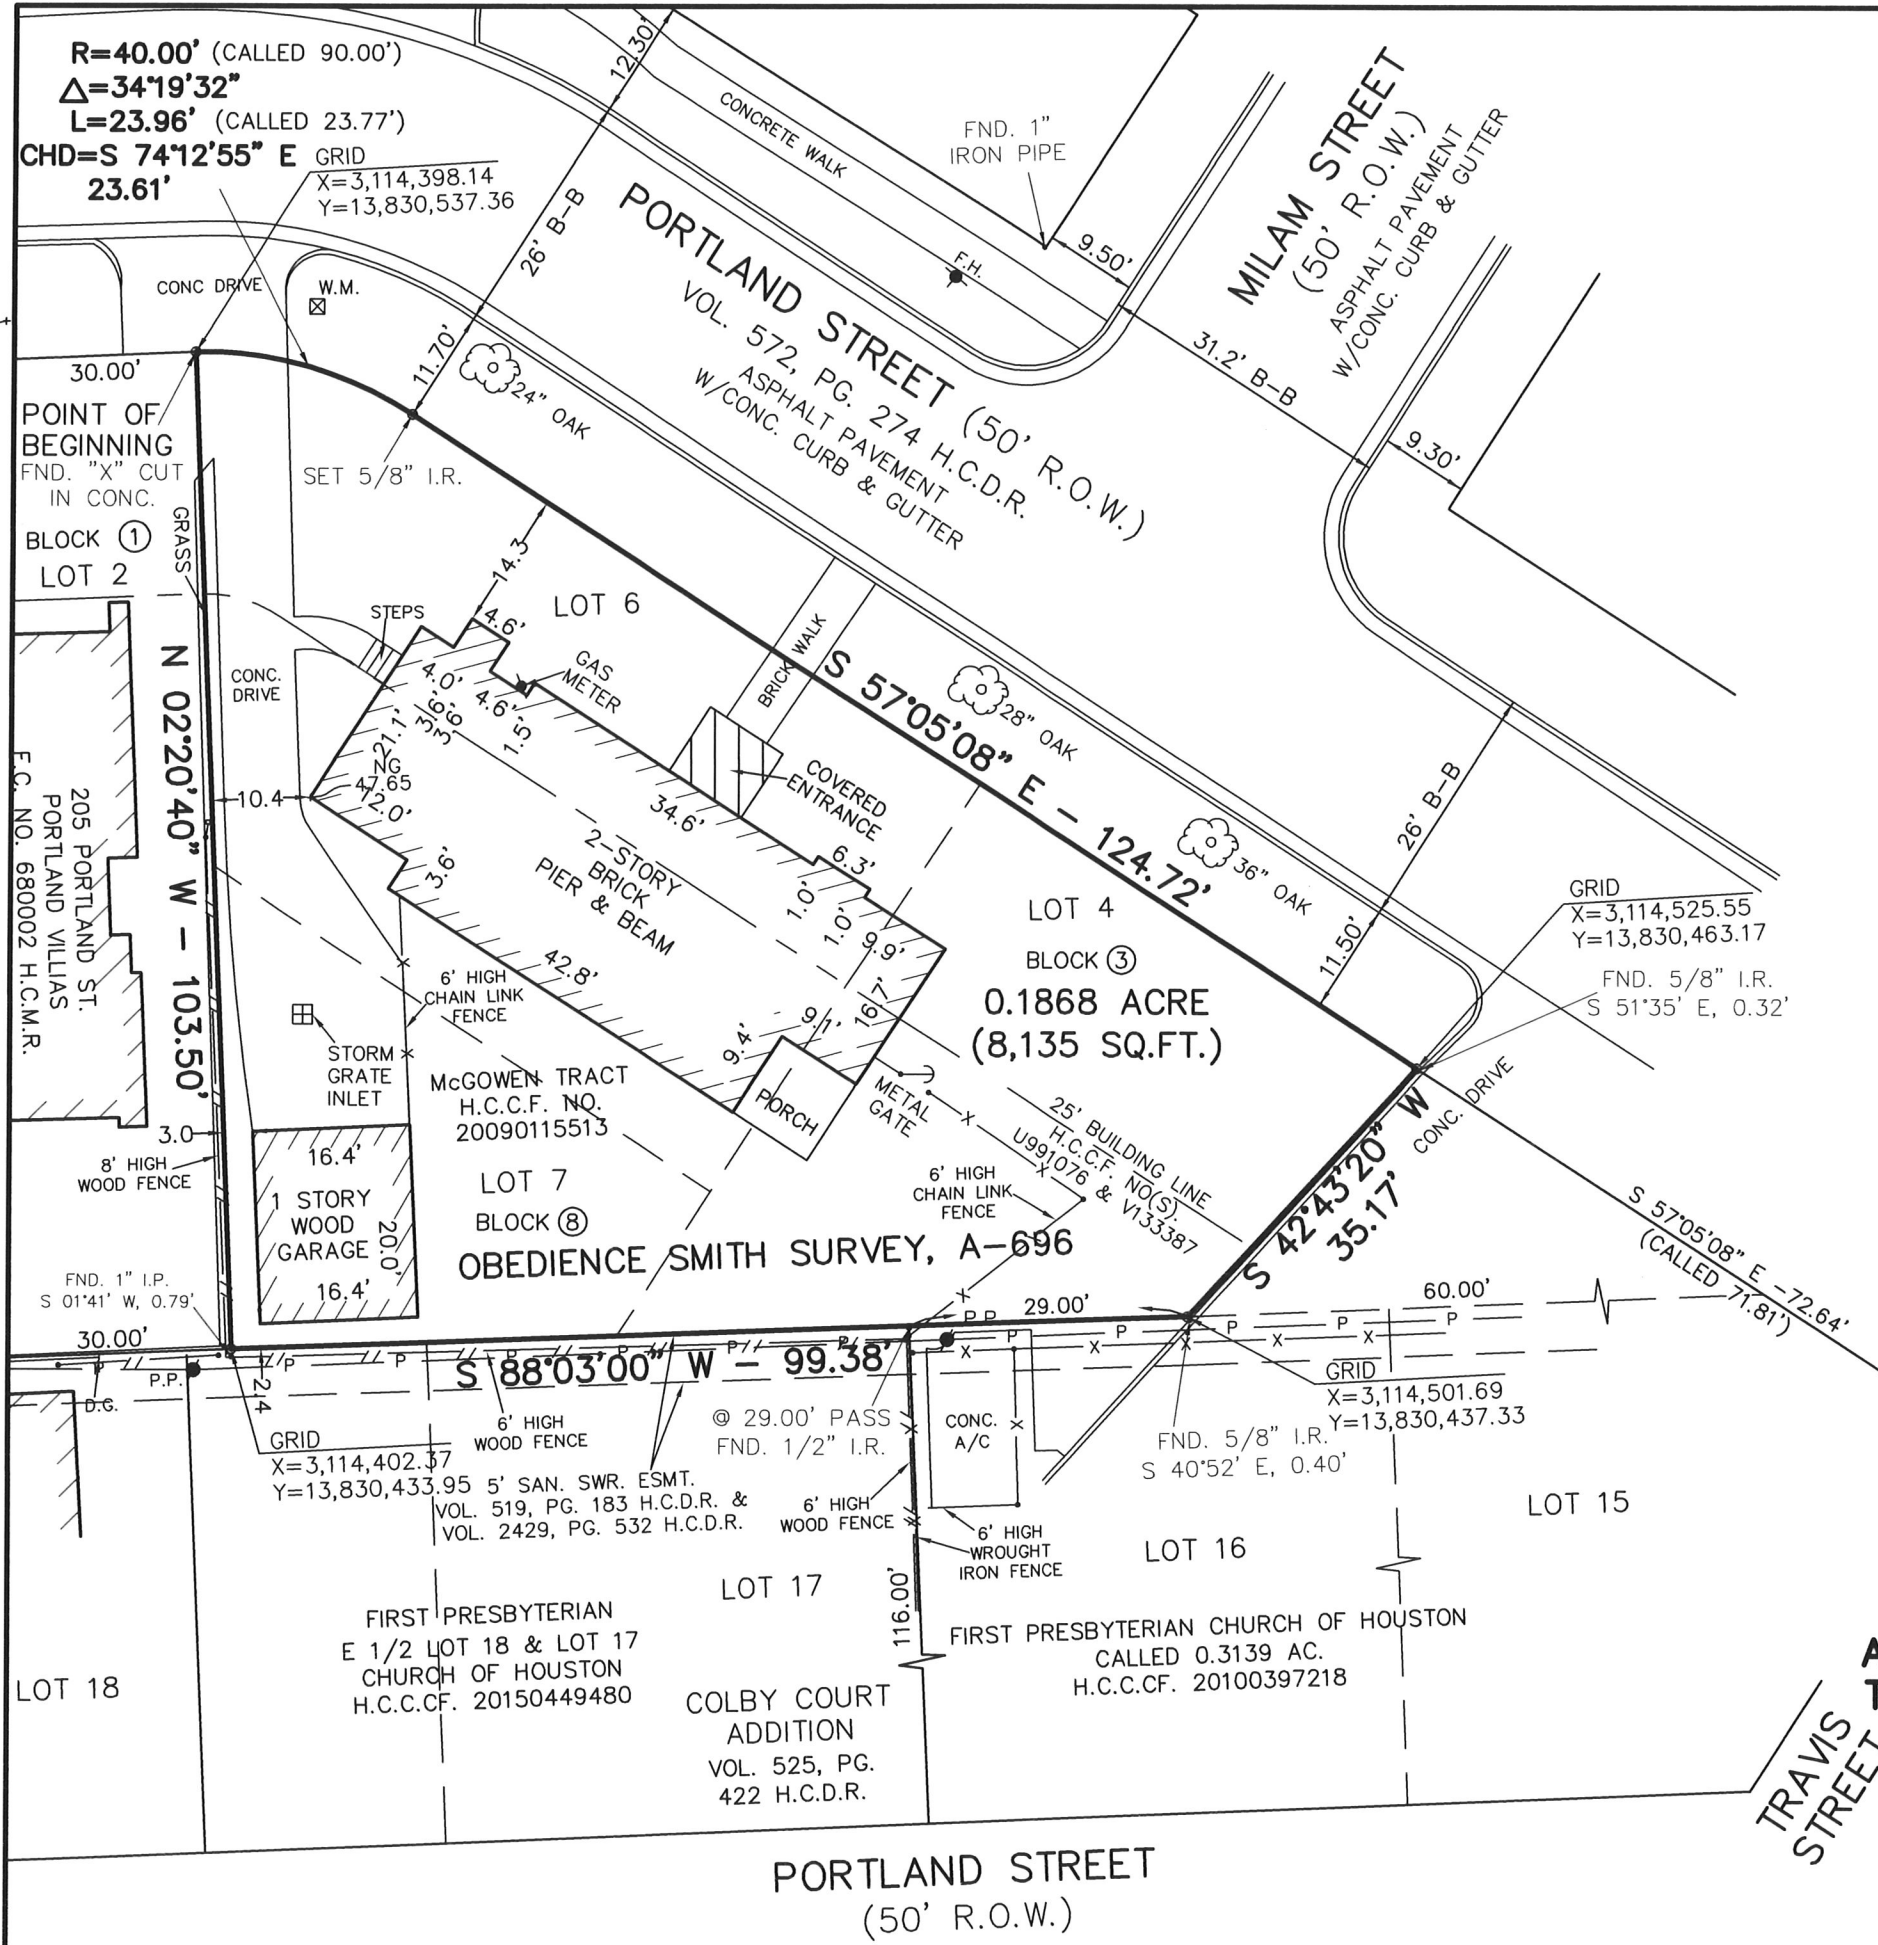 R=40.00' (CALLED 90.00')
△=34°19'32"
L=23.96' (CALLED 23.77')
CHD=S 74°12'55" E
23.61'
GRID
X=3,114,398.14
Y=13,830,537.36
12.30'
26' B-B
11.70'
CONCRETE WALK
FND. 1"
IRON PIPE
9.50'
F.H.
MILAM STREET
(50' R.O.W.)
ASPHALT PAVEMENT
W/CONC. CURB & GUTTER
31.2' B-B
9.30'
PORTLAND STREET (50' R.O.W.)
VOL. 572, PG. 274 H.C.D.R.
ASPHALT PAVEMENT
W/CONC. CURB & GUTTER
CONC DRIVE
W.M.
24" OAK
30.00'
POINT OF
BEGINNING
FND. "X" CUT
IN CONC.
SET 5/8" I.R.
BLOCK 1
LOT 2
GRASS
14.3
LOT 6
STEPS
4.6'
GAS
METER
BRICK WALK
CONC.
DRIVE
4.0'
3.6'
3.6'
4.6'
1.5'
21.1'
NG
47.65
12.0'
10.4
3.6'
34.6'
COVERED
ENTRANCE
2-STORY
BRICK
PIER & BEAM
6.3'
1.0'
1.0'
9.9'
42.8'
16.7'
9.1'
9.4'
PORCH
N 02°20'40" W - 103.50'
S 57°05'08" E - 124.72'
28" OAK
36" OAK
26' B-B
11.50'
205 PORTLAND ST.
PORTLAND VILLIAS
F.C. NO. 680002 H.C.M.R.
LOT 4
BLOCK 3
0.1868 ACRE
(8,135 SQ.FT.)
GRID
X=3,114,525.55
Y=13,830,463.17
FND. 5/8" I.R.
S 51°35' E, 0.32'
6' HIGH
CHAIN LINK
FENCE
STORM
GRATE
INLET
McGOWEN TRACT
H.C.C.F. NO.
20090115513
METAL
GATE
25' BUILDING LINE
H.C.C.F. NO(S).
U991076 & V133387
CONC. DRIVE
S 42°43'20" W
35.17'
3.0
8' HIGH
WOOD FENCE
16.4'
1 STORY
WOOD
GARAGE
20.0'
16.4'
LOT 7
BLOCK 8
6' HIGH
CHAIN LINK
FENCE
OBEDIENCE SMITH SURVEY, A-696
S 57°05'08" E -72.64'
(CALLED 71.81')
FND. 1" I.P.
S 01°41' W, 0.79'
30.00'
P.P.
29.00'
60.00'
P
P
P
P
P
P
P
P
P
P
P
P.P.
D.G.
2.4
S 88°03'00" W - 99.38'
GRID
X=3,114,402.37
Y=13,830,433.95
6' HIGH
WOOD FENCE
@ 29.00' PASS
FND. 1/2" I.R.
CONC.
A/C
GRID
X=3,114,501.69
Y=13,830,437.33
FND. 5/8" I.R.
S 40°52' E, 0.40'
5' SAN. SWR. ESMT.
VOL. 519, PG. 183 H.C.D.R. &
VOL. 2429, PG. 532 H.C.D.R.
6' HIGH
WOOD FENCE
6' HIGH
WROUGHT
IRON FENCE
LOT 16
LOT 15
LOT 17
116.00'
FIRST PRESBYTERIAN
E 1/2 LOT 18 & LOT 17
CHURCH OF HOUSTON
H.C.C.CF. 20150449480
FIRST PRESBYTERIAN CHURCH OF HOUSTON
CALLED 0.3139 AC.
H.C.C.CF. 20100397218
LOT 18
COLBY COURT
ADDITION
VOL. 525, PG.
422 H.C.D.R.
TRAVIS
STREET
PORTLAND STREET
(50' R.O.W.)